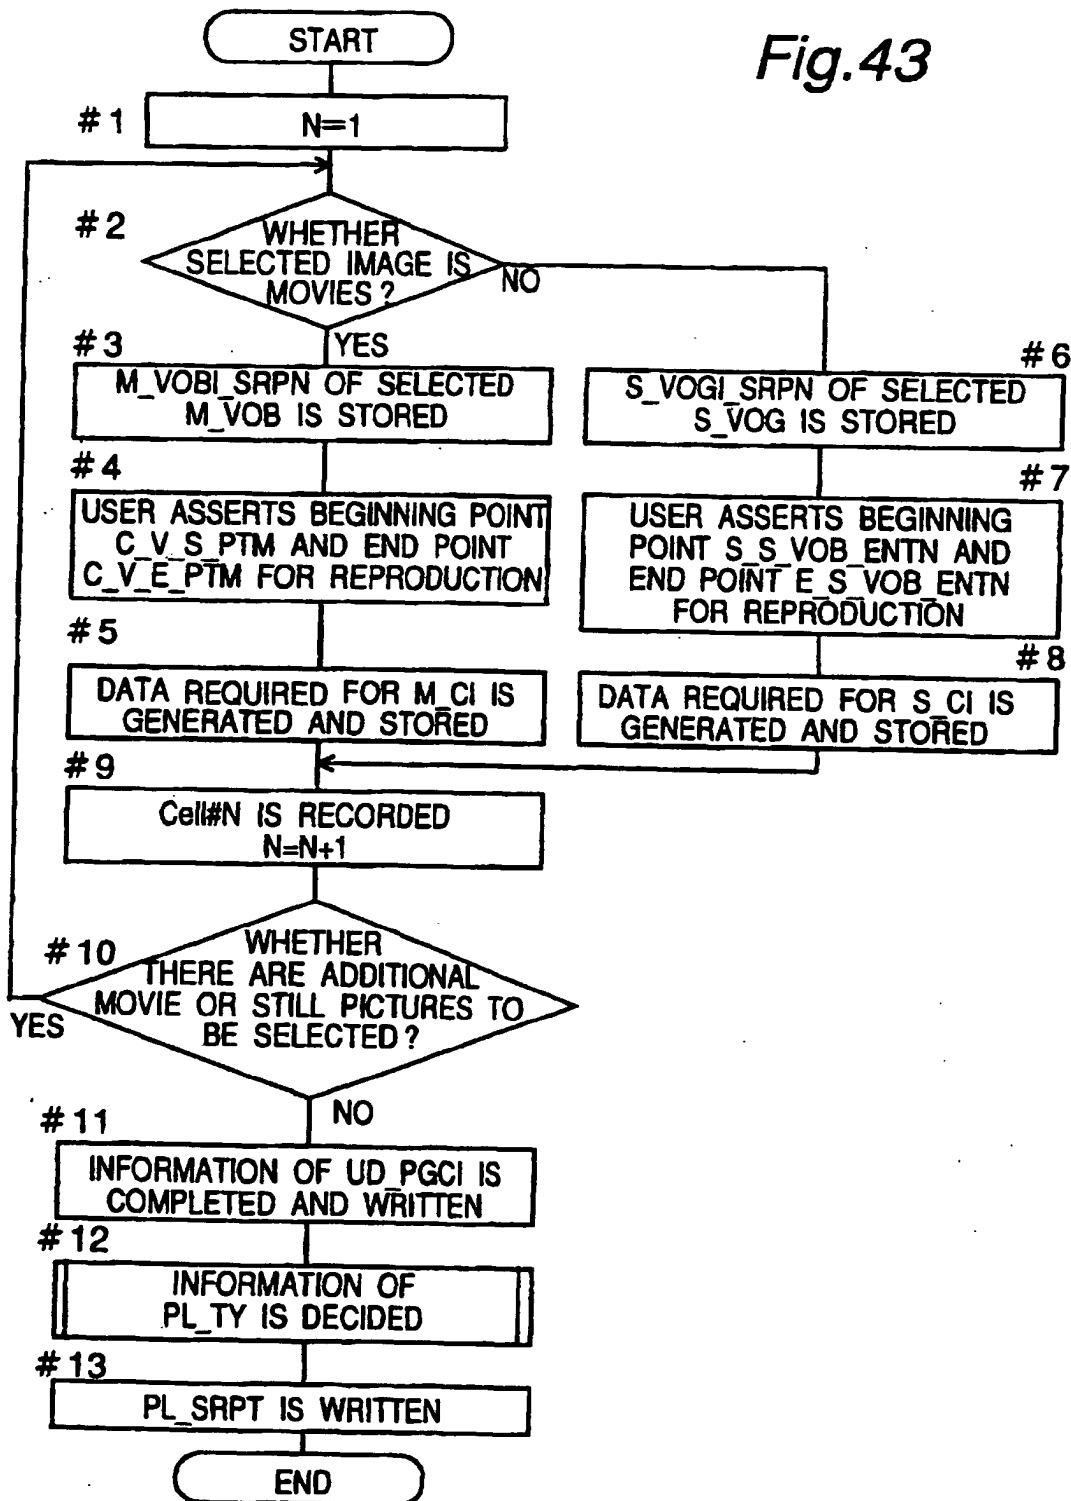 START
Fig.43
#1
N=1
#2
WHETHER
SELECTED IMAGE IS
MOVIES?
NO
YES
#3
M_VOBI_SRPN OF SELECTED
M_VOB IS STORED
#6
S_VOGI_SRPN OF SELECTED
S_VOG IS STORED
#4
USER ASSERTS BEGINNING POINT
C_V_S_PTM AND END POINT
C_V_E_PTM FOR REPRODUCTION
#7
USER ASSERTS BEGINNING
POINT S_S_VOB_ENTN AND
END POINT E_S_VOB_ENTN
FOR REPRODUCTION
#5
DATA REQUIRED FOR M_CI IS
GENERATED AND STORED
#8
DATA REQUIRED FOR S_CI IS
GENERATED AND STORED
#9
Cell#N IS RECORDED
N=N+1
#10
WHETHER
THERE ARE ADDITIONAL
MOVIE OR STILL PICTURES TO
BE SELECTED?
YES
NO
#11
INFORMATION OF UD_PGCI IS
COMPLETED AND WRITTEN
#12
INFORMATION OF
PL_TY IS DECIDED
#13
PL_SRPT IS WRITTEN
END